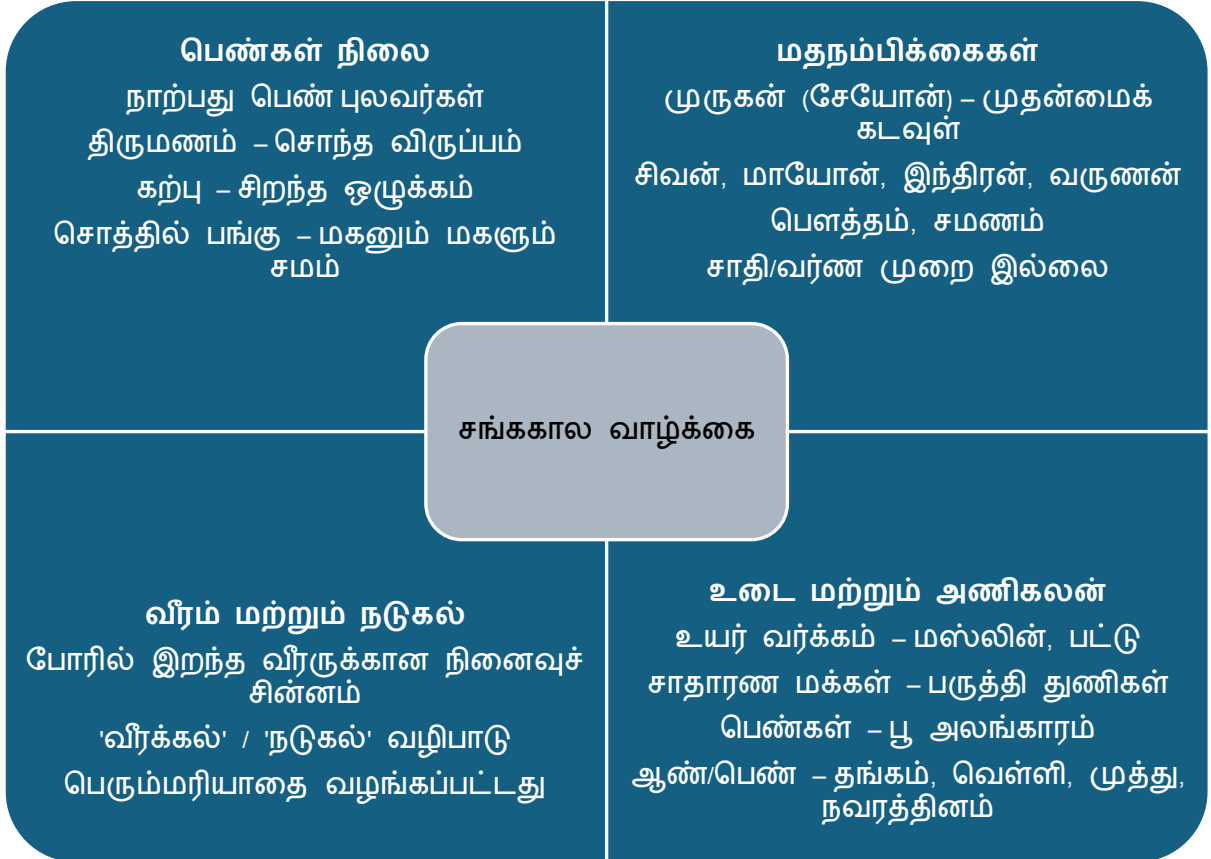 பெண்கள் நிலை
நாற்பது பெண் புலவர்கள்
திருமணம் – சொந்த விருப்பம்
கற்பு – சிறந்த ஒழுக்கம்
சொத்தில் பங்கு – மகனும் மகளும்
சமம்
மதநம்பிக்கைகள்
முருகன் (சேயோன்) – முதன்மைக்
கடவுள்
சிவன், மாயோன், இந்திரன், வருணன்
பௌத்தம், சமணம்
சாதி/வர்ண முறை இல்லை
சங்ககால வாழ்க்கை
வீரம் மற்றும் நடுகல்
போரில் இறந்த வீரருக்கான நினைவுச்
சின்னம்
'வீரக்கல்' / 'நடுகல்' வழிபாடு
பெரும்மரியாதை வழங்கப்பட்டது
உடை மற்றும் அணிகலன்
உயர் வர்க்கம் – மஸ்லின், பட்டு
சாதாரண மக்கள் – பருத்தி துணிகள்
பெண்கள் – பூ அலங்காரம்
ஆண்/பெண் – தங்கம், வெள்ளி, முத்து,
நவரத்தினம்